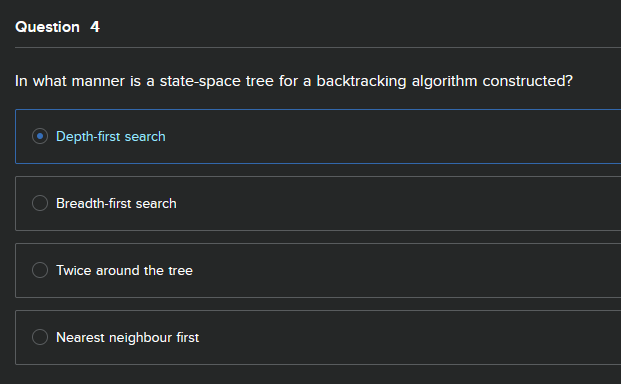 Question 4
In what manner is a state-space tree for a backtracking algorithm constructed?
Depth-first search
Breadth-first search
Twice around the tree
Nearest neighbour first